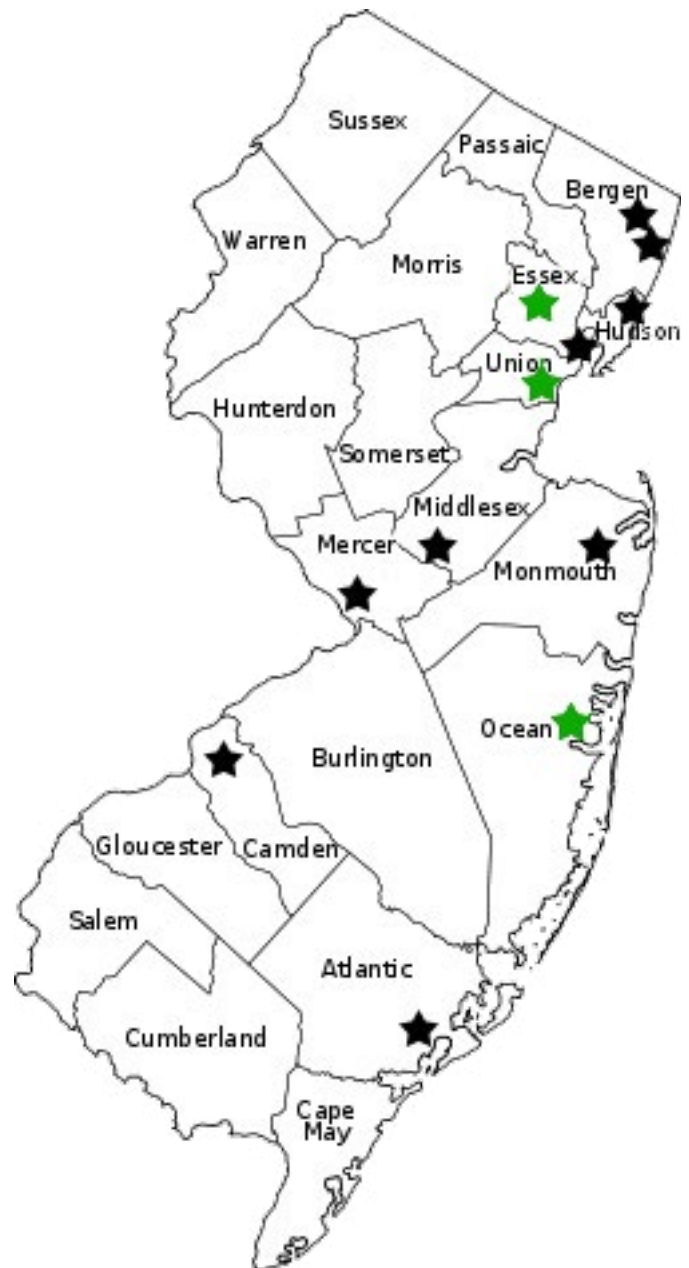 Sussex
Passaic
Bergen
Warren
Morris
Essex
Hudson
Union
Hunterdon
Somerset
Middlesex
Mercer
Monmouth
Ocean
Burlington
Gloucester
Camden
Salem
Atlantic
Cumberland
Cape
May